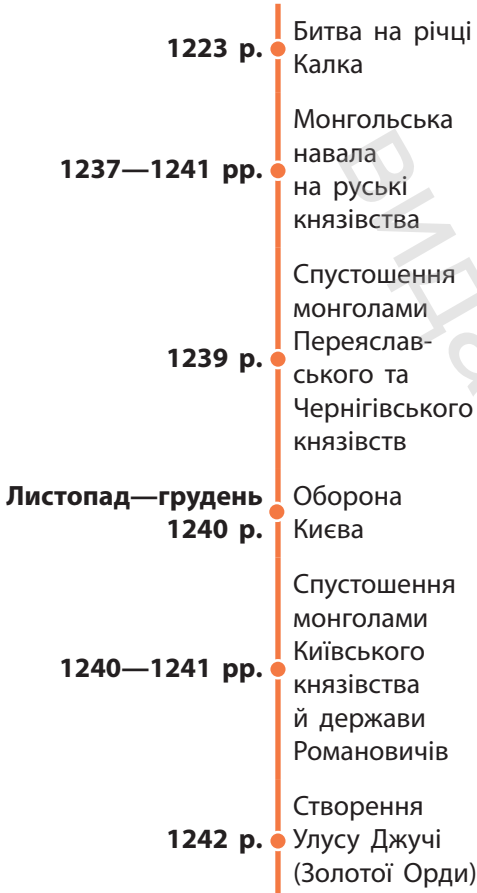 1223 р.
Битва на річці
Калка
1237—1241 рр.
Монгольська
навала
на руські
князівства
1239 р.
Спустошення
монголами
Переяслав-
ського та
Чернігівського
князівств
Листопад—грудень
1240 р.
Оборона
Києва
1240—1241 рр.
Спустошення
монголами
Київського
князівства
й держави
Романовичів
1242 р.
Створення
Улусу Джучі
(Золотої Орди)